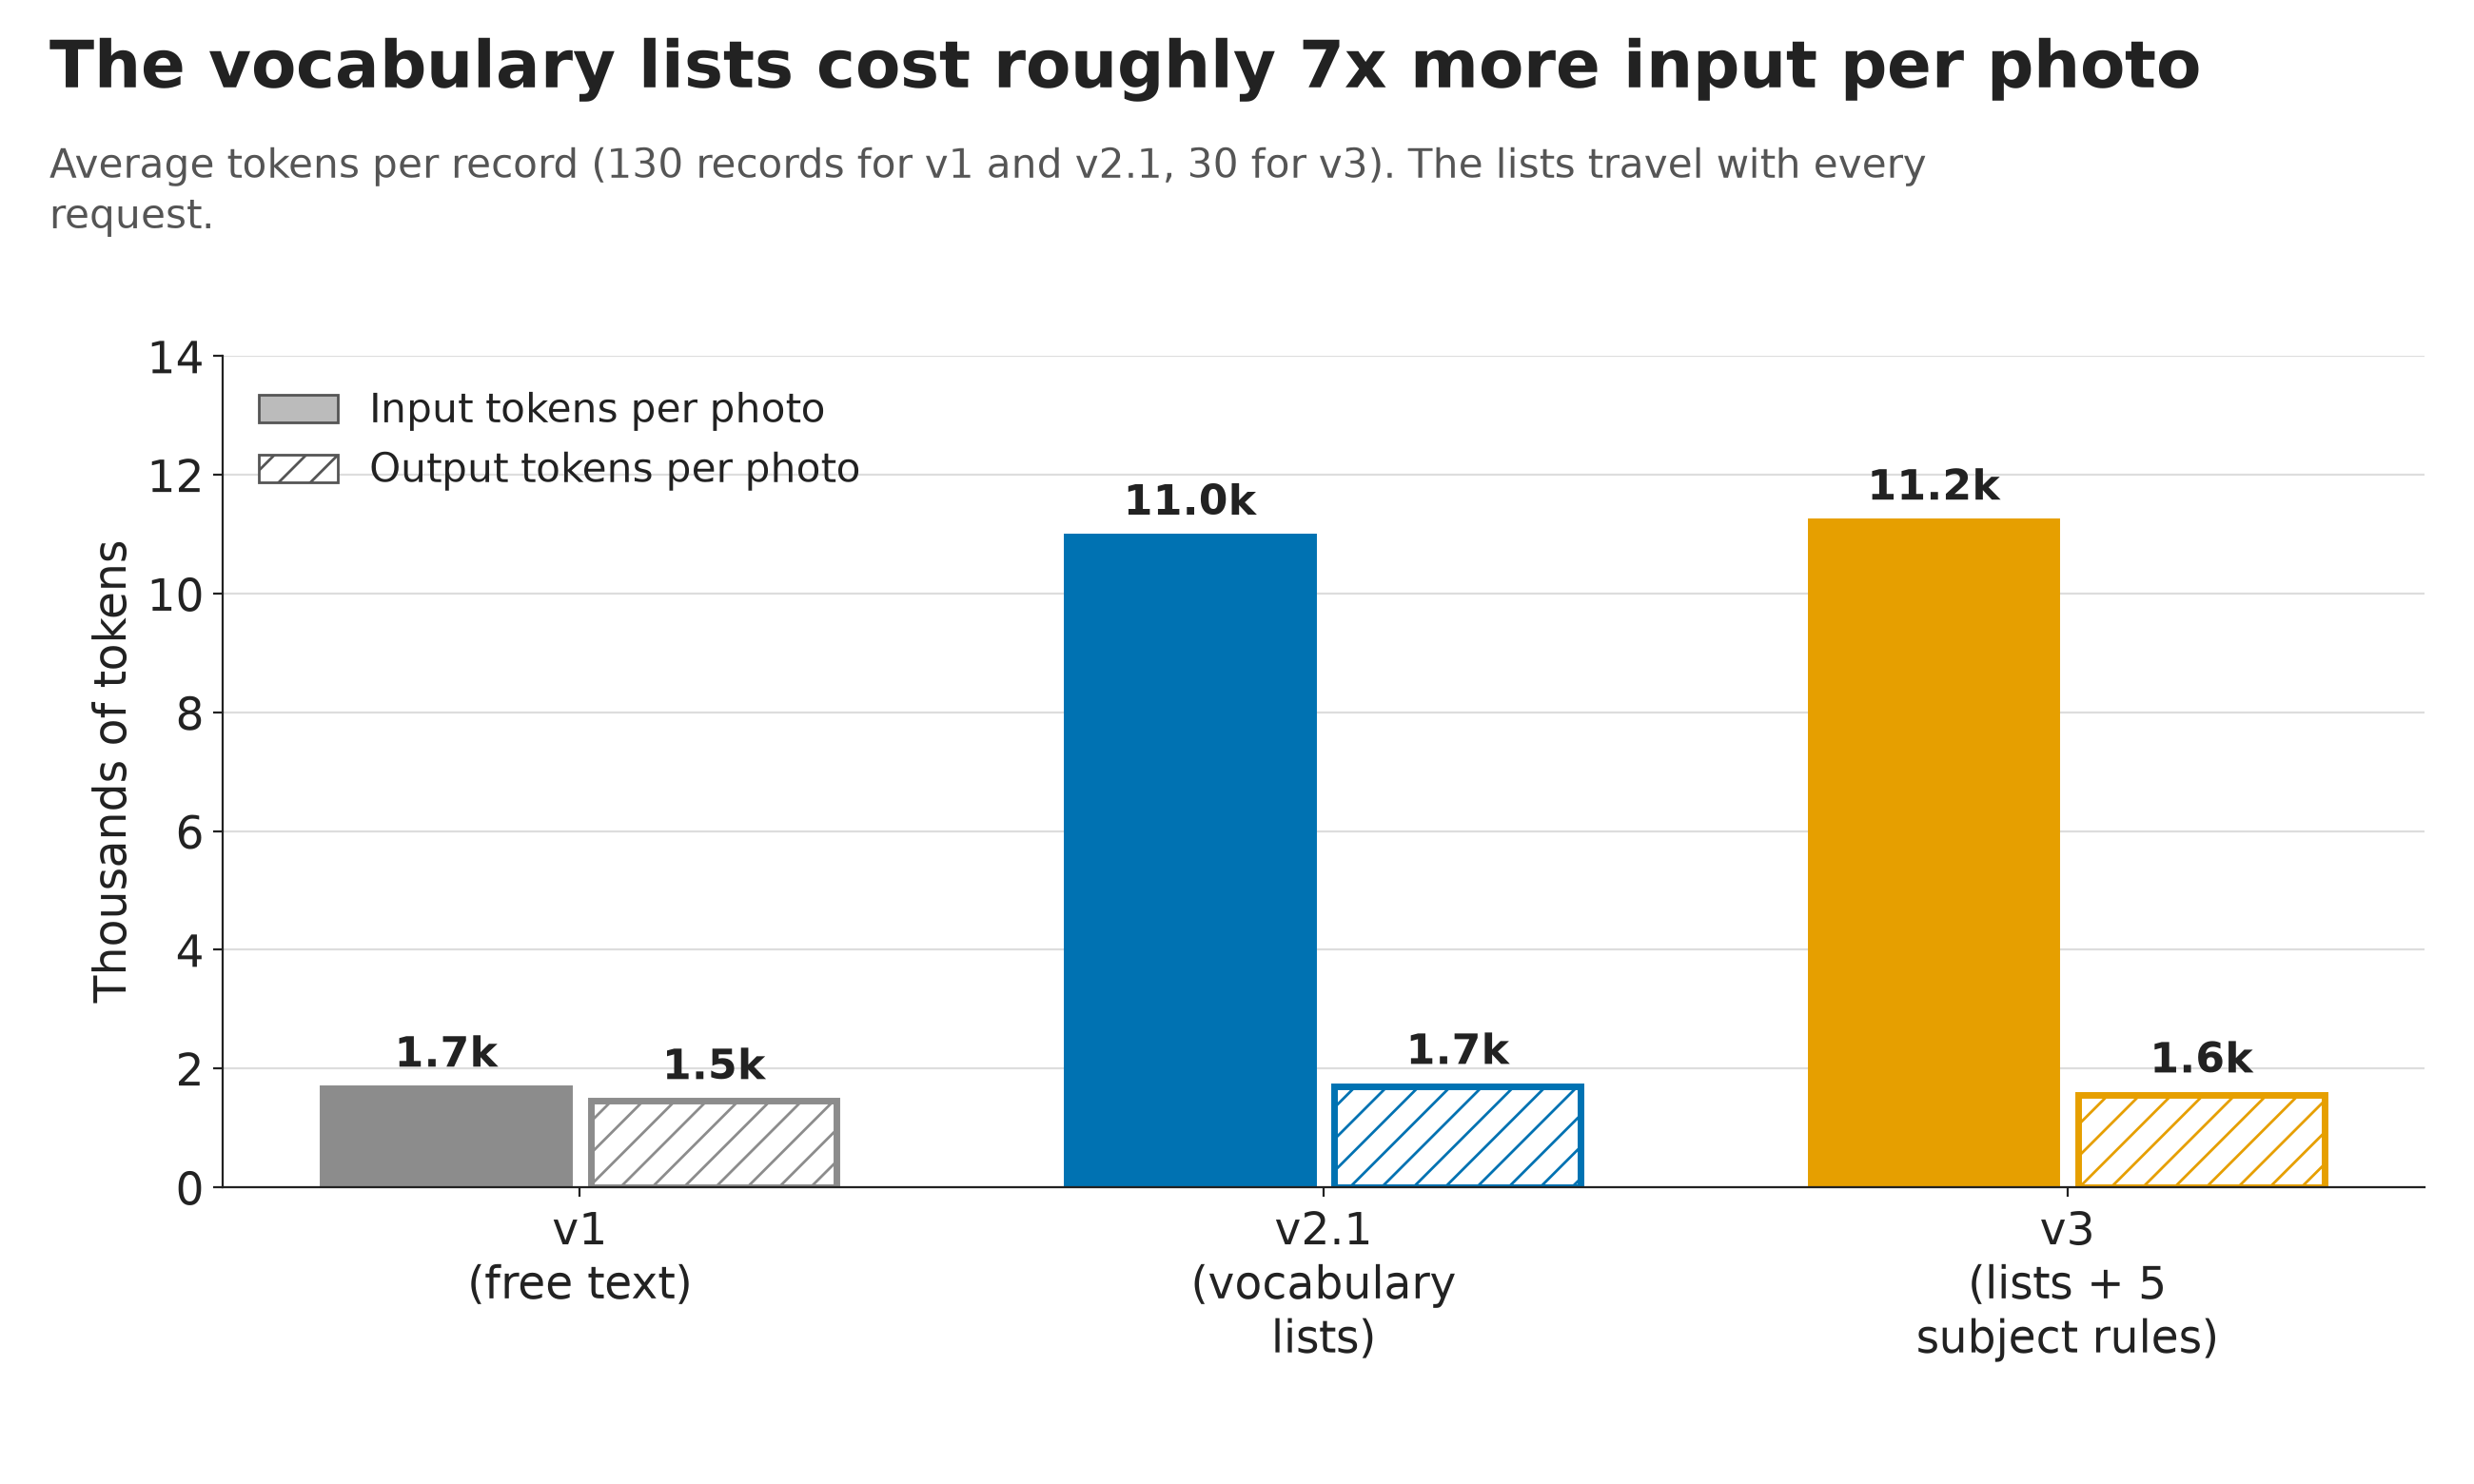 The vocabulary lists cost roughly 7x more input per photo
Average tokens per record (130 records for v1 and v2.1, 30 for v3). The lists travel with every
request.
Thousands of tokens
14
12
10
8
6
4
2
0
Input tokens per photo
Output tokens per photo
1.7k
1.5k
11.0k
1.7k
11.2k
1.6k
v1
(free text)
v2.1
(vocabulary
lists)
v3
(lists + 5
subject rules)